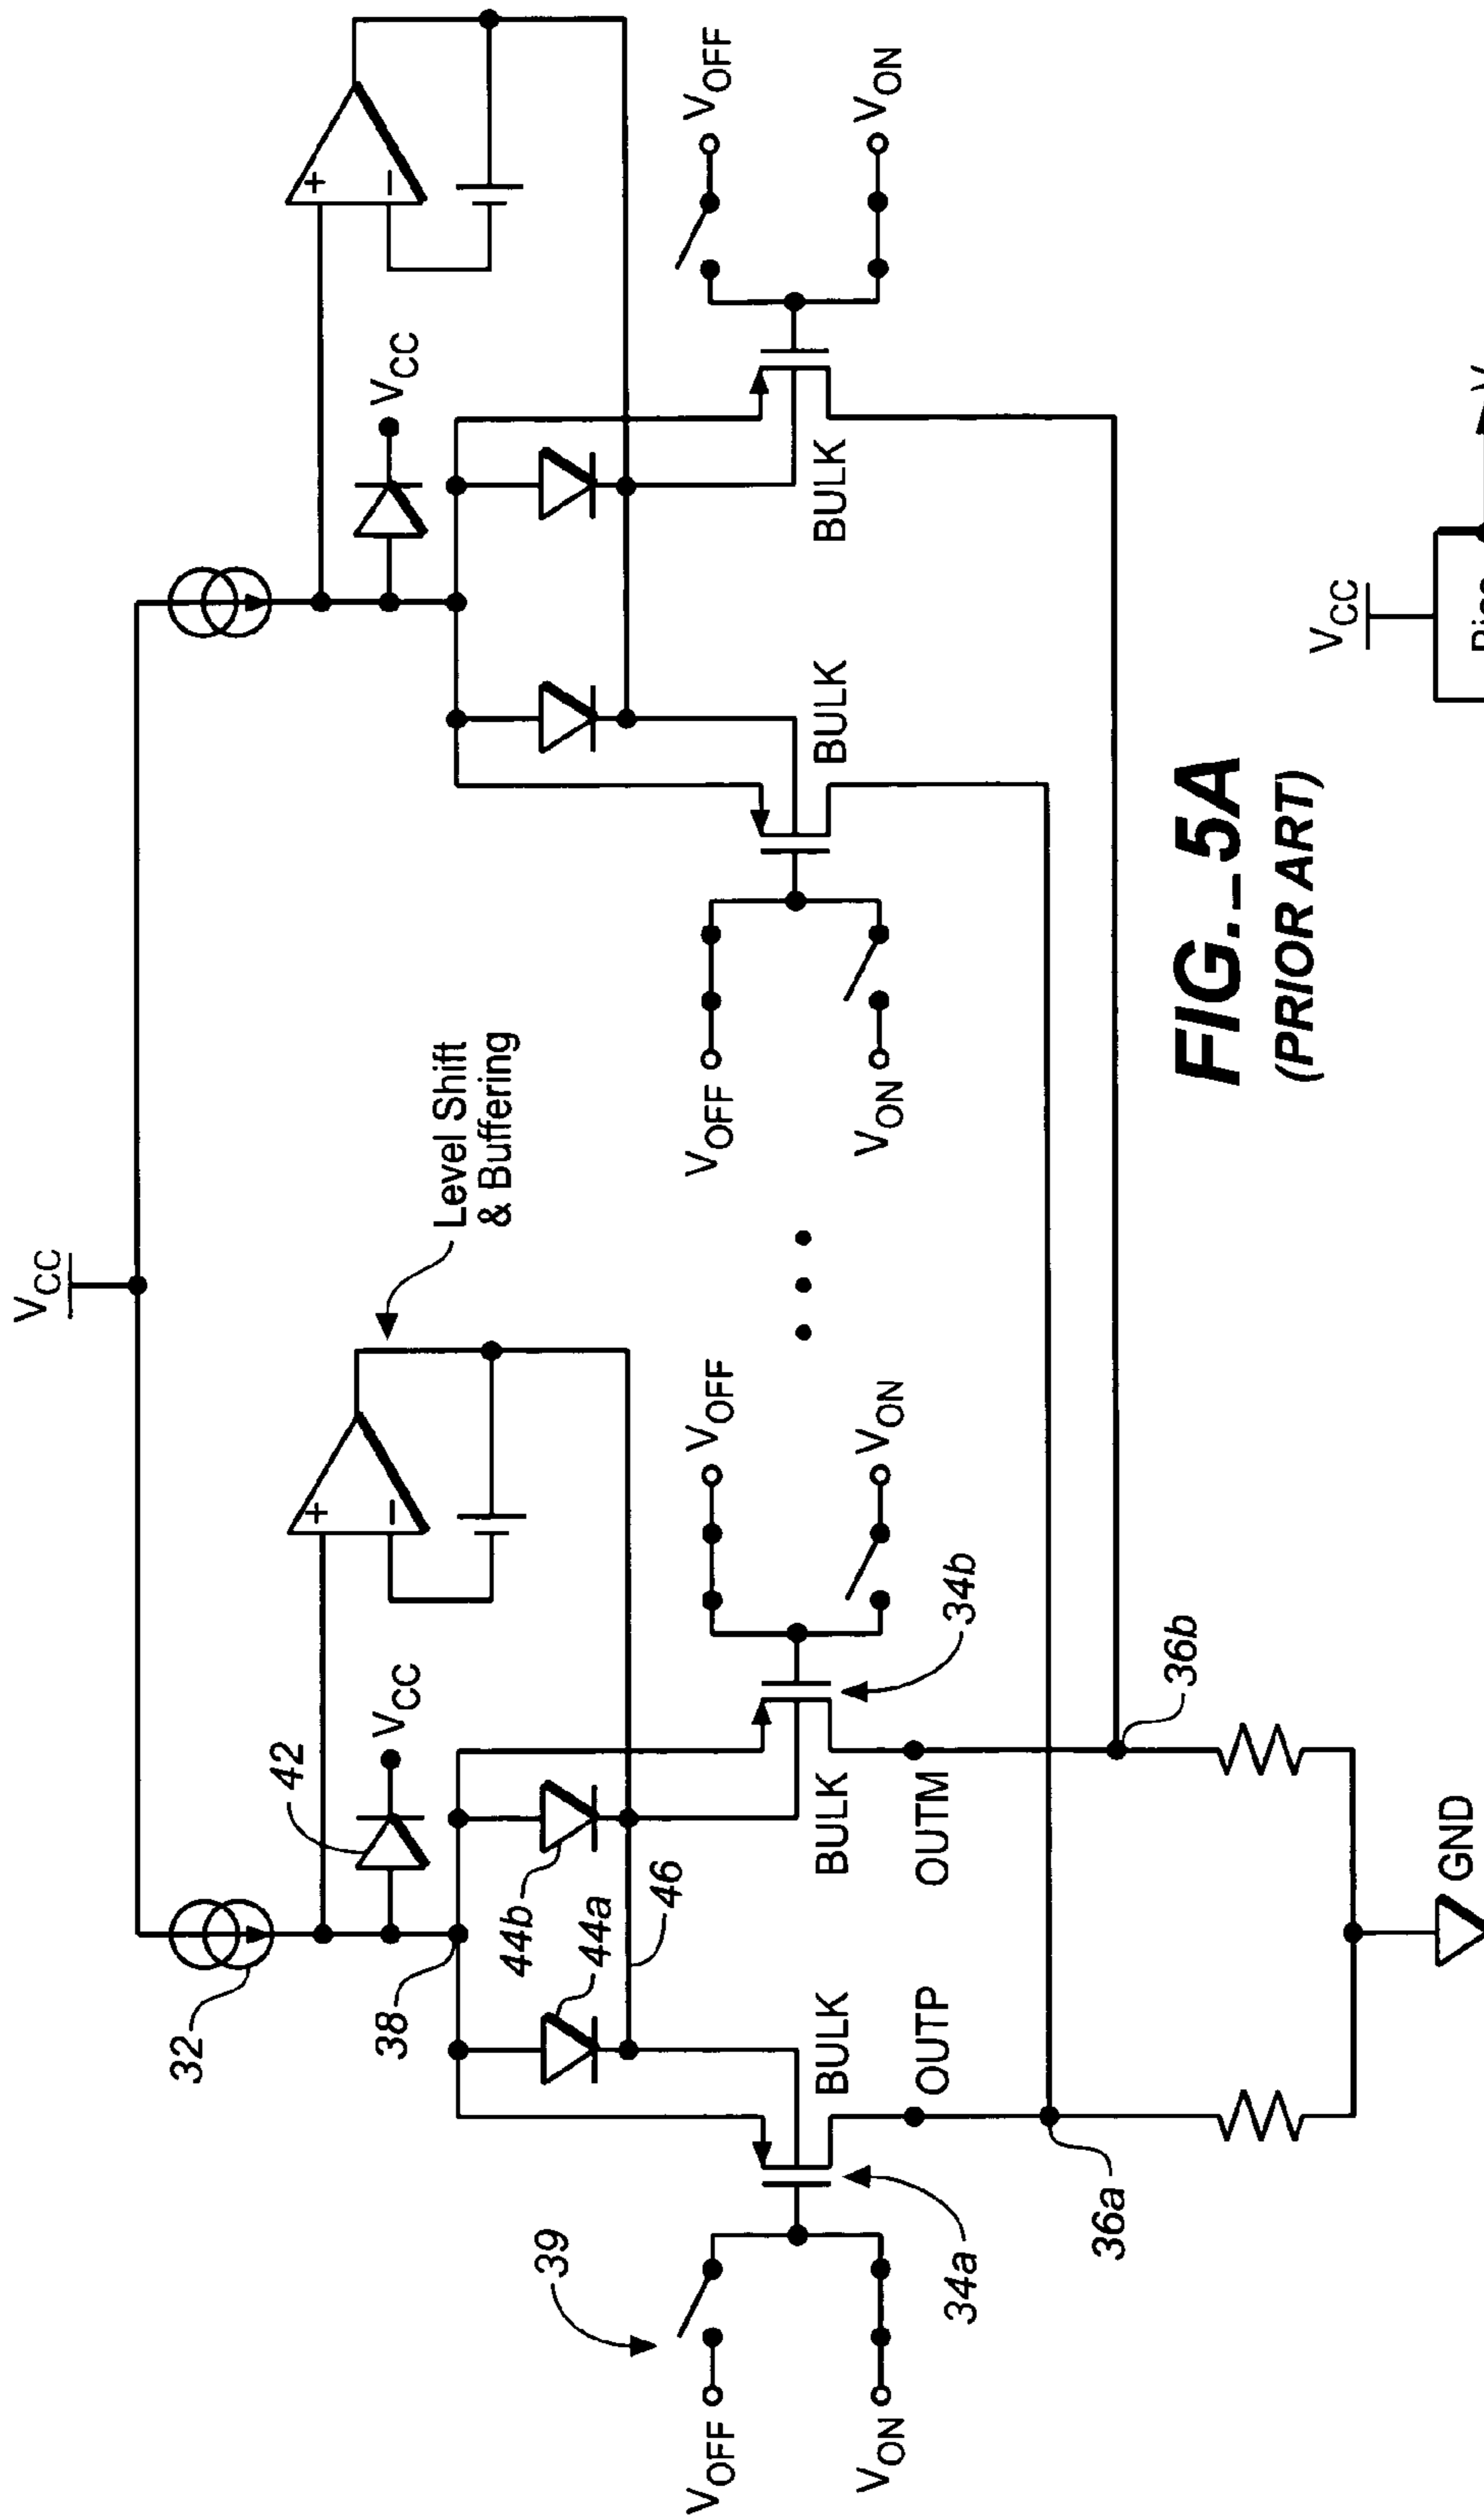 VCC
32
42
+
+
38
VCC
−
VCC
−
Level Shift
& Buffering
44b
39
44a
46
VOFF
VOFF
VOFF
VOFF
BULK
BULK
BULK
BULK
VON
VON
VON
VON
OUTP
OUTM
34a
34b
36a
36b
FIG._5A
(PRIOR ART)
VCC
GND